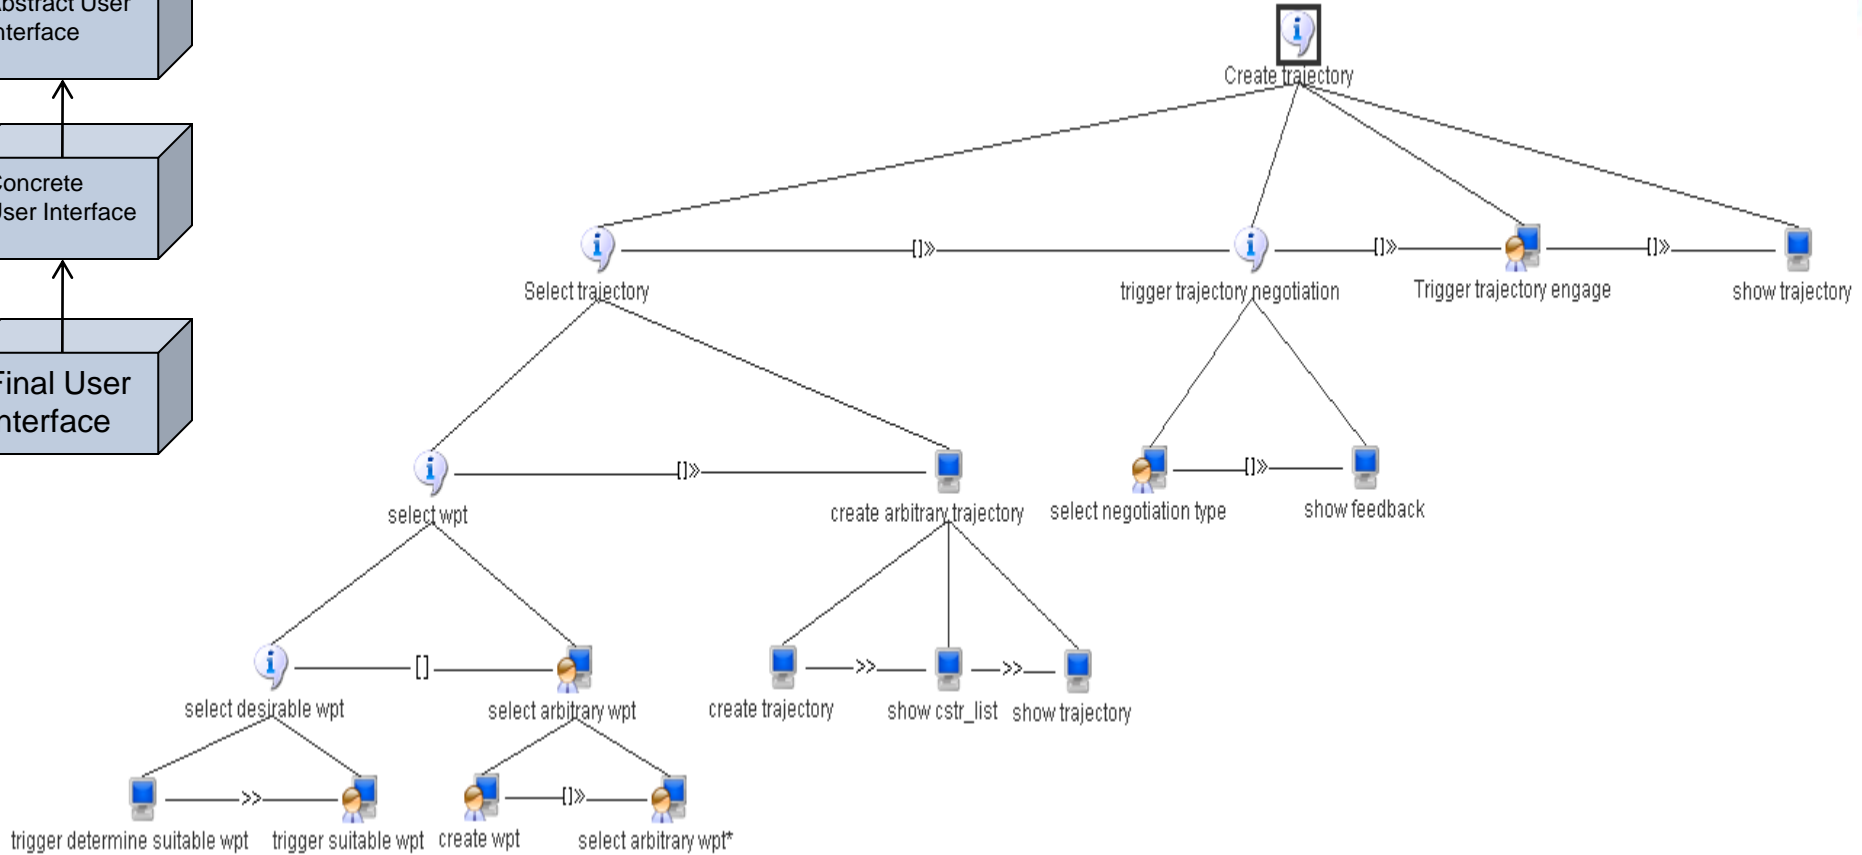 bstract User
nterface
Concrete
User Interface
Final User
nterface
Create trajectory
[]»
[]»
[]»
Select trajectory
trigger trajectory negotiation
Trigger trajectory engage
show trajectory
[]»
[]»
select wpt
create arbitrary trajectory
select negotiation type
show feedback
[]
>>
>>
select desirable wpt
select arbitrary wpt
create trajectory
show cstr_list
show trajectory
>>
[]»
trigger determine suitable wpt
trigger suitable wpt
create wpt
select arbitrary wpt*